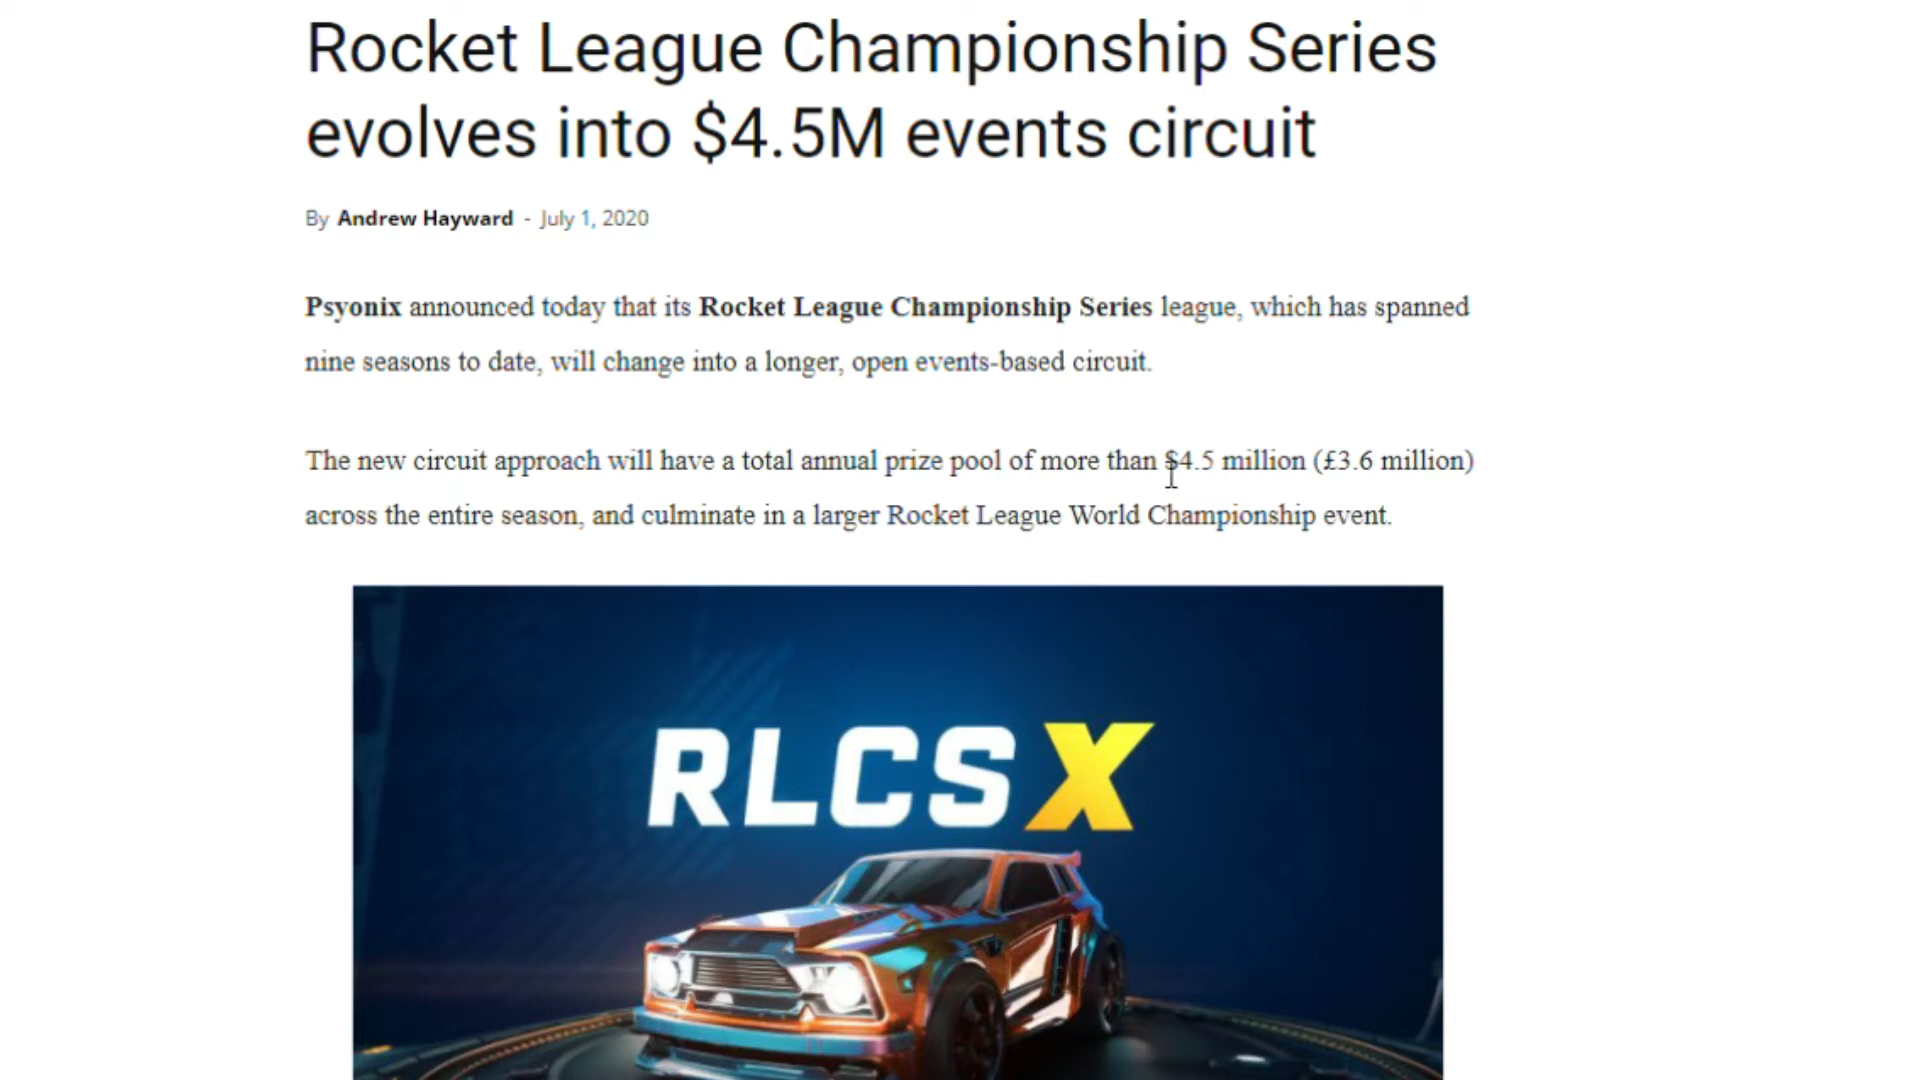 Rocket League Championship Series
evolves into $4.5M events circuit
By Andrew Hayward - July 1, 2020
Psyonix announced today that its Rocket League Championship Series league, which has spanned
nine seasons to date, will change into a longer, open events-based circuit.
The new circuit approach will have a total annual prize pool of more than $4.5 million (£3.6 million)
across the entire season, and culminate in a larger Rocket League World Championship event.
RLCSX